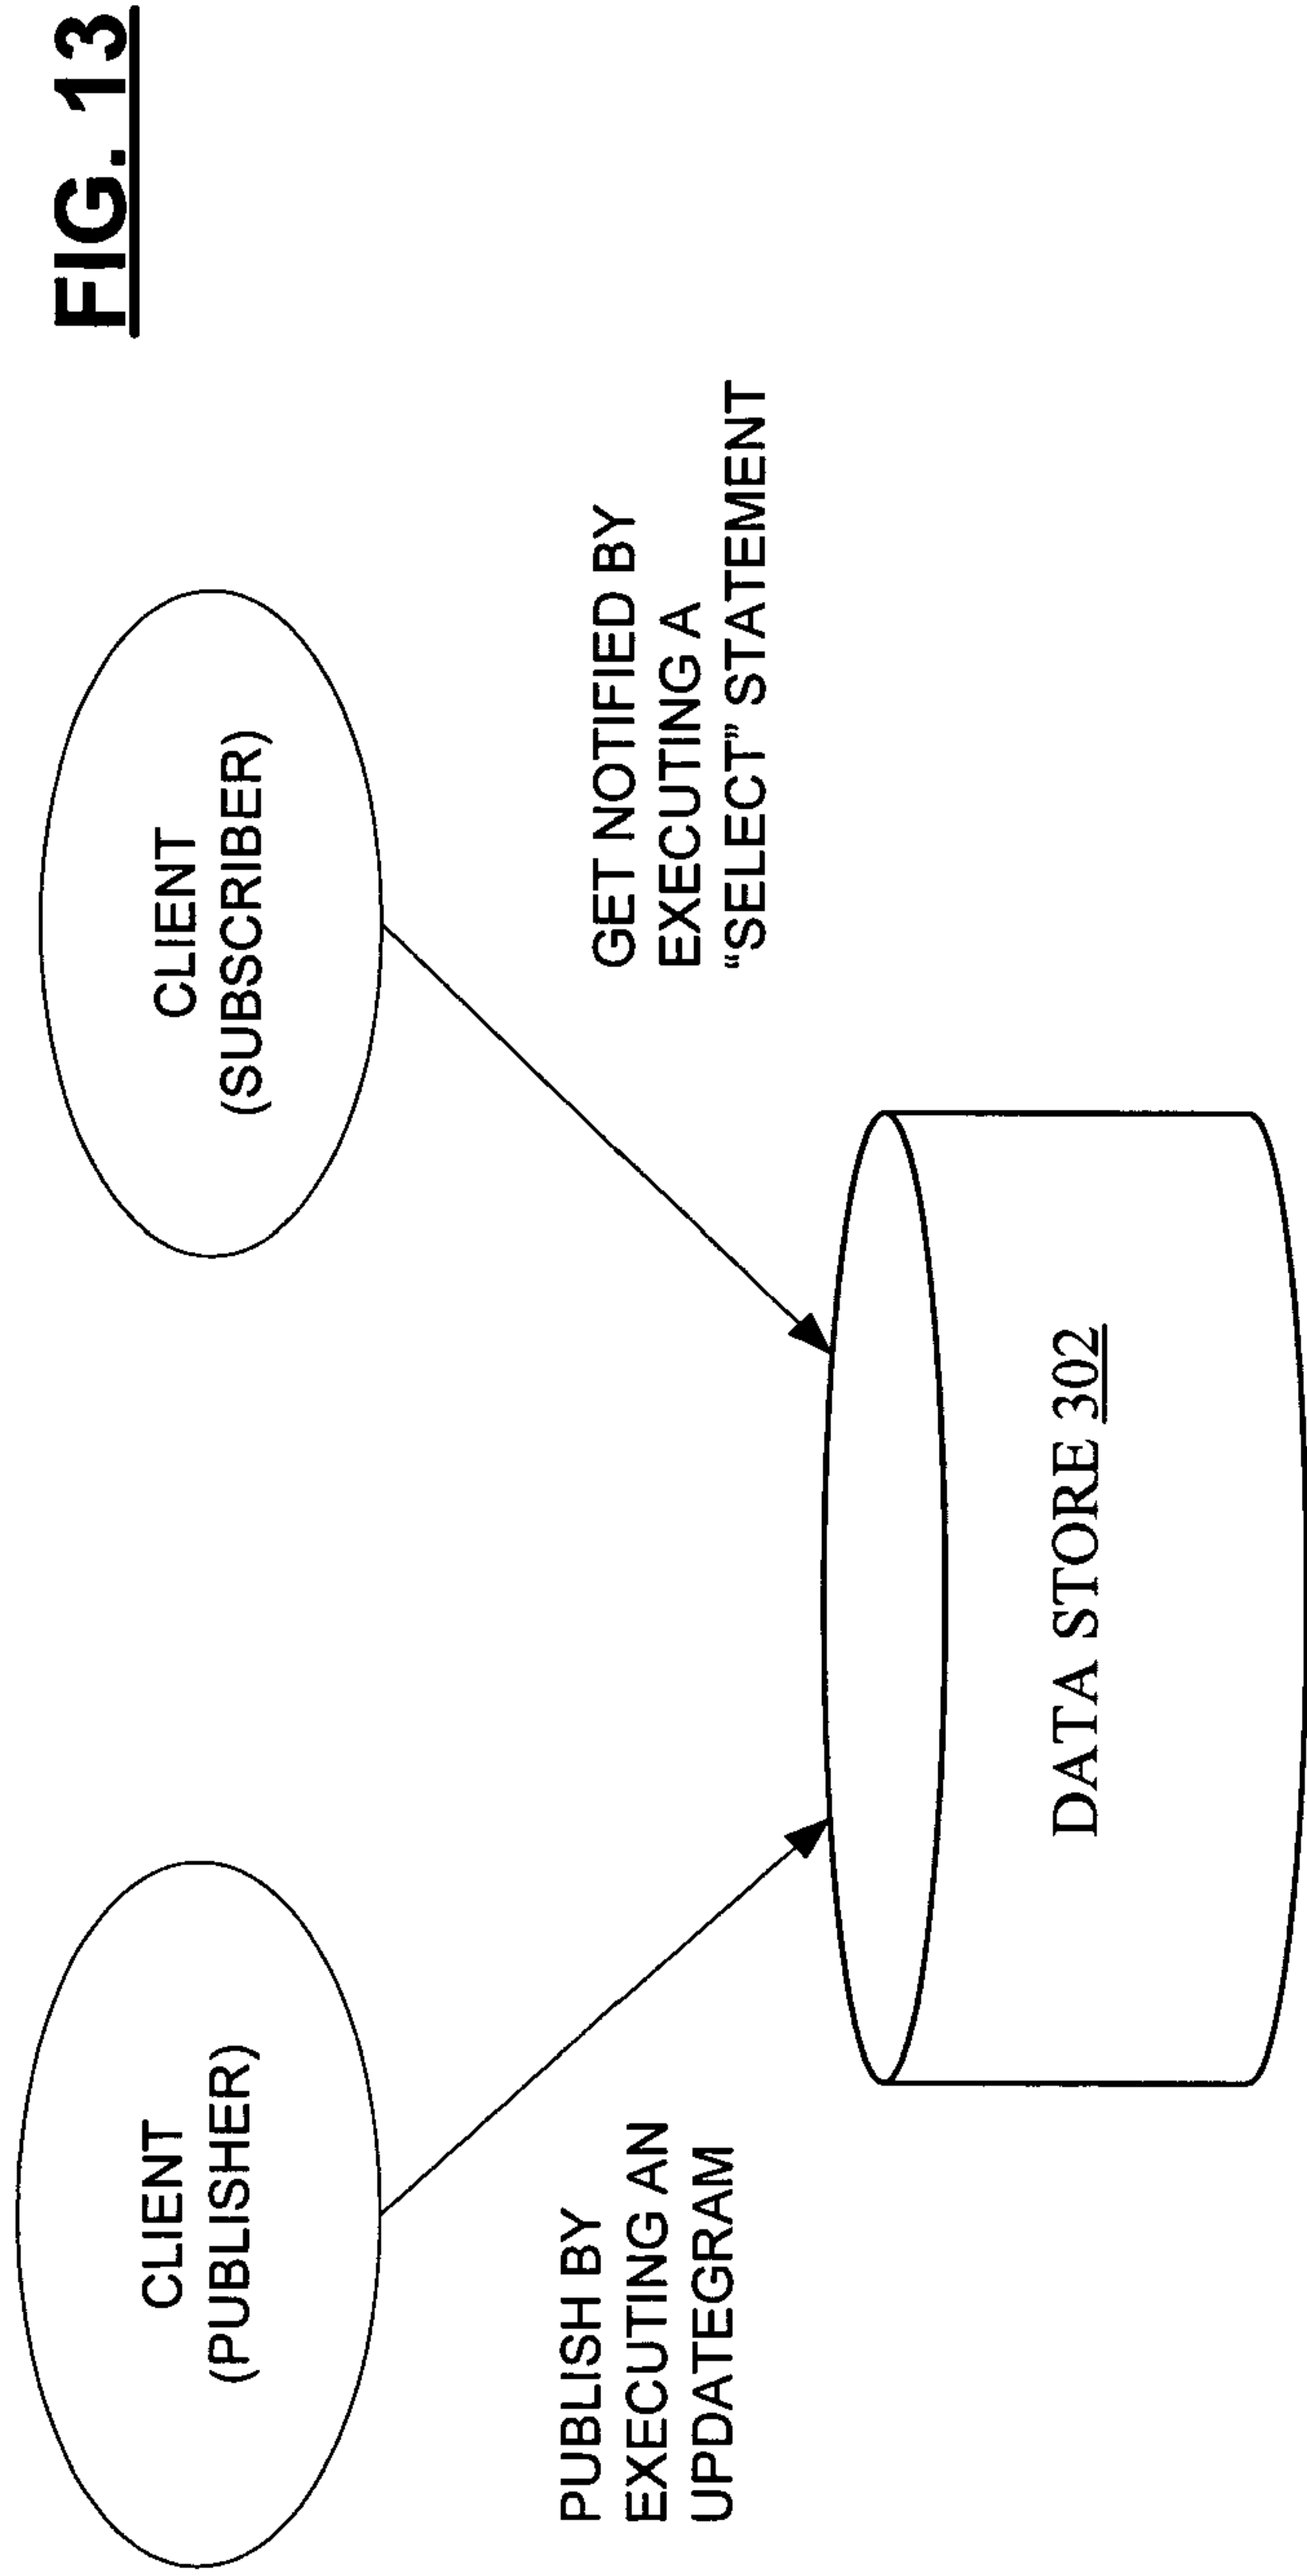 FIG. 13
CLIENT
(PUBLISHER)
CLIENT
(SUBSCRIBER)
PUBLISH BY
EXECUTING AN
UPDATEGRAM
GET NOTIFIED BY
EXECUTING A
“SELECT” STATEMENT
DATA STORE 302